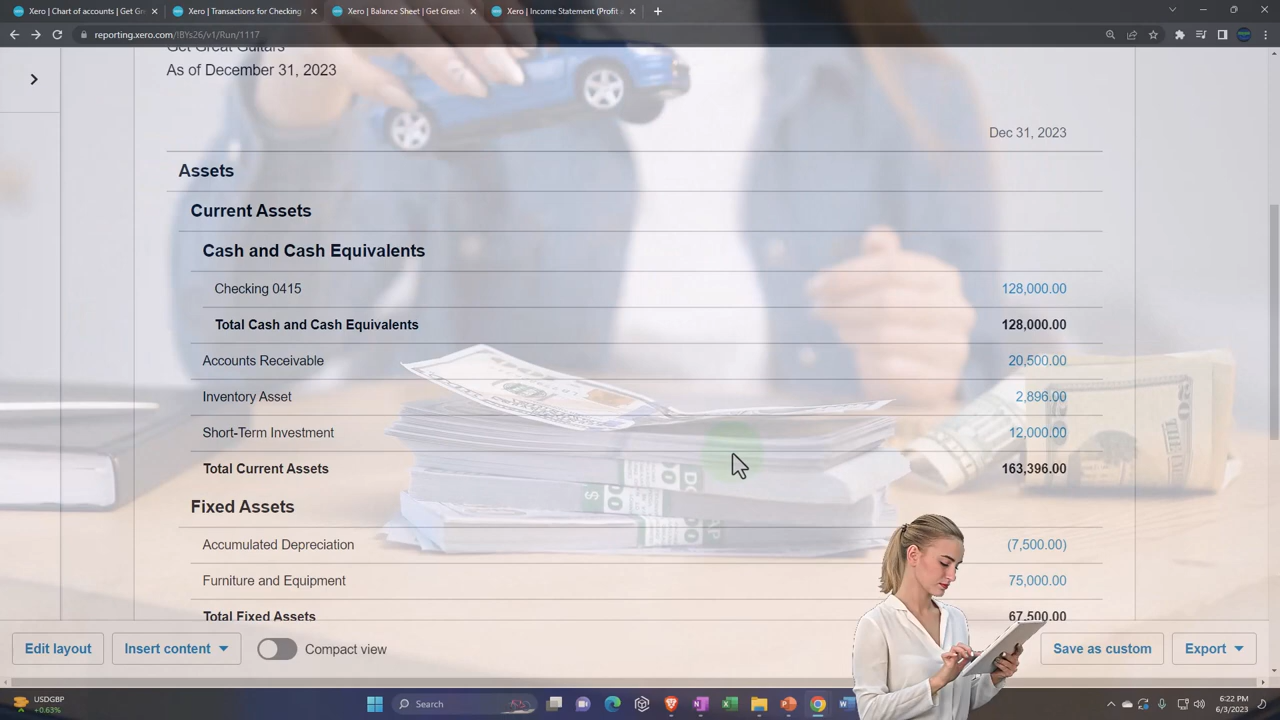 Xero | Chart of accounts | Get Gr
Xero | Transactions for Checking
Xero | Balance Sheet | Get Great
Xero | Income Statement (Profit a
reporting.xero.com/IBYs26/v1/Run/1117
Get Great Guitars
As of December 31, 2023
Dec 31, 2023
Assets
Current Assets
Cash and Cash Equivalents
Checking 0415 128,000.00
Total Cash and Cash Equivalents 128,000.00
Accounts Receivable 20,500.00
Inventory Asset 2,896.00
Short-Term Investment 12,000.00
Total Current Assets 163,396.00
Fixed Assets
Accumulated Depreciation (7,500.00)
Furniture and Equipment 75,000.00
Total Fixed Assets 67,500.00
Edit layout Insert content Compact view Save as custom Export
USDGBP
+0.63%
Search
6:22 PM
6/3/2023